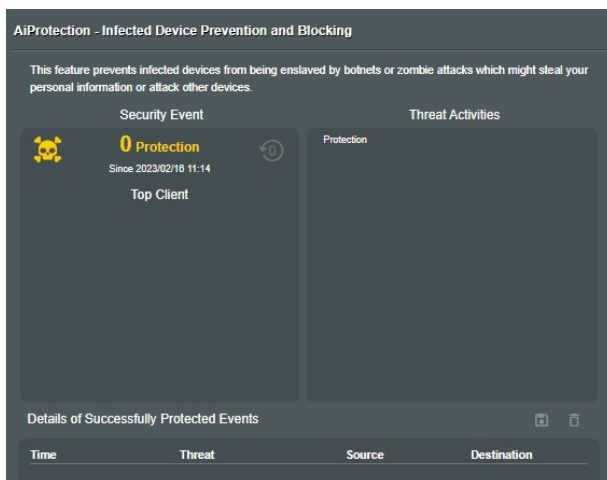 AiProtection - Infected Device Prevention and Blocking
This feature prevents infected devices from being enslaved by botnets or zombie attacks which might steal your
personal information or attack other devices.
Security Event
Threat Activities
0 Protection
Since 2023/02/16 11:14
0
Top Client
Protection
Details of Successfully Protected Events
Time Threat Source Destination